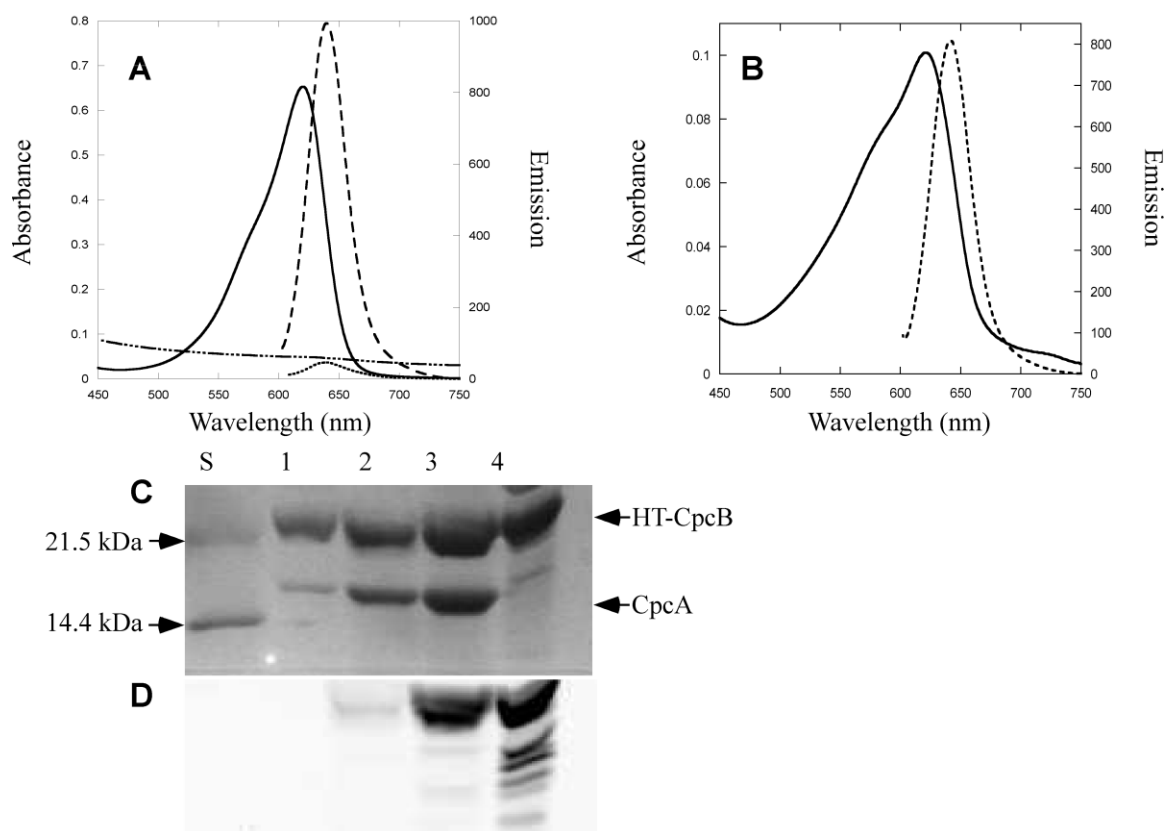 A
Absorbance
0.8
0.7
0.6
0.5
0.4
0.3
0.2
0.1
0
1000
800
600
400
200
0
Emission
450 500 550 600 650 700 750
Wavelength (nm)
B
Absorbance
0.1
0.08
0.06
0.04
0.02
0
800
700
600
500
400
300
200
100
0
Emission
450 500 550 600 650 700 750
Wavelength (nm)
S 1 2 3 4
C
HT-CpcB
21.5 kDa
CpcA
14.4 kDa
D